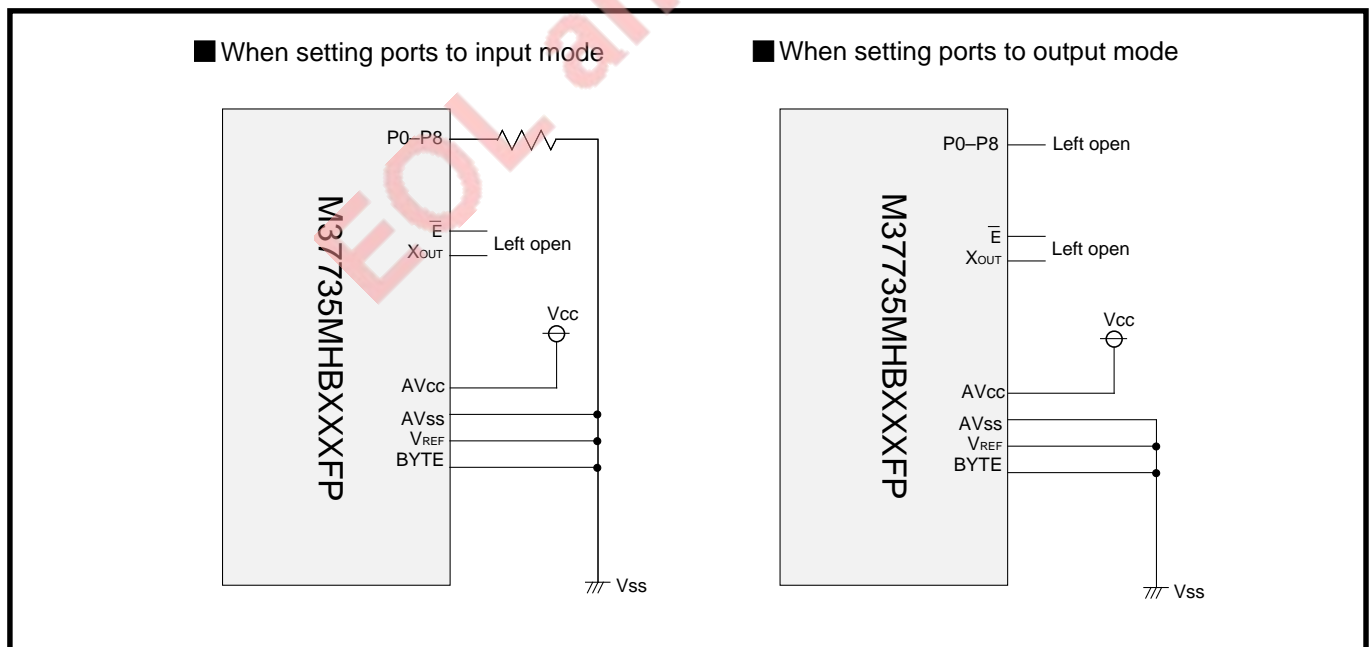 ■ When setting ports to input mode
P0–P8
M37735MHBXXXFP
E
XOUT
Left open
Vcc
AVcc
AVss
VREF
BYTE
Vss
■ When setting ports to output mode
P0–P8
Left open
M37735MHBXXXFP
E
XOUT
Left open
Vcc
AVcc
AVss
VREF
BYTE
Vss
EOL